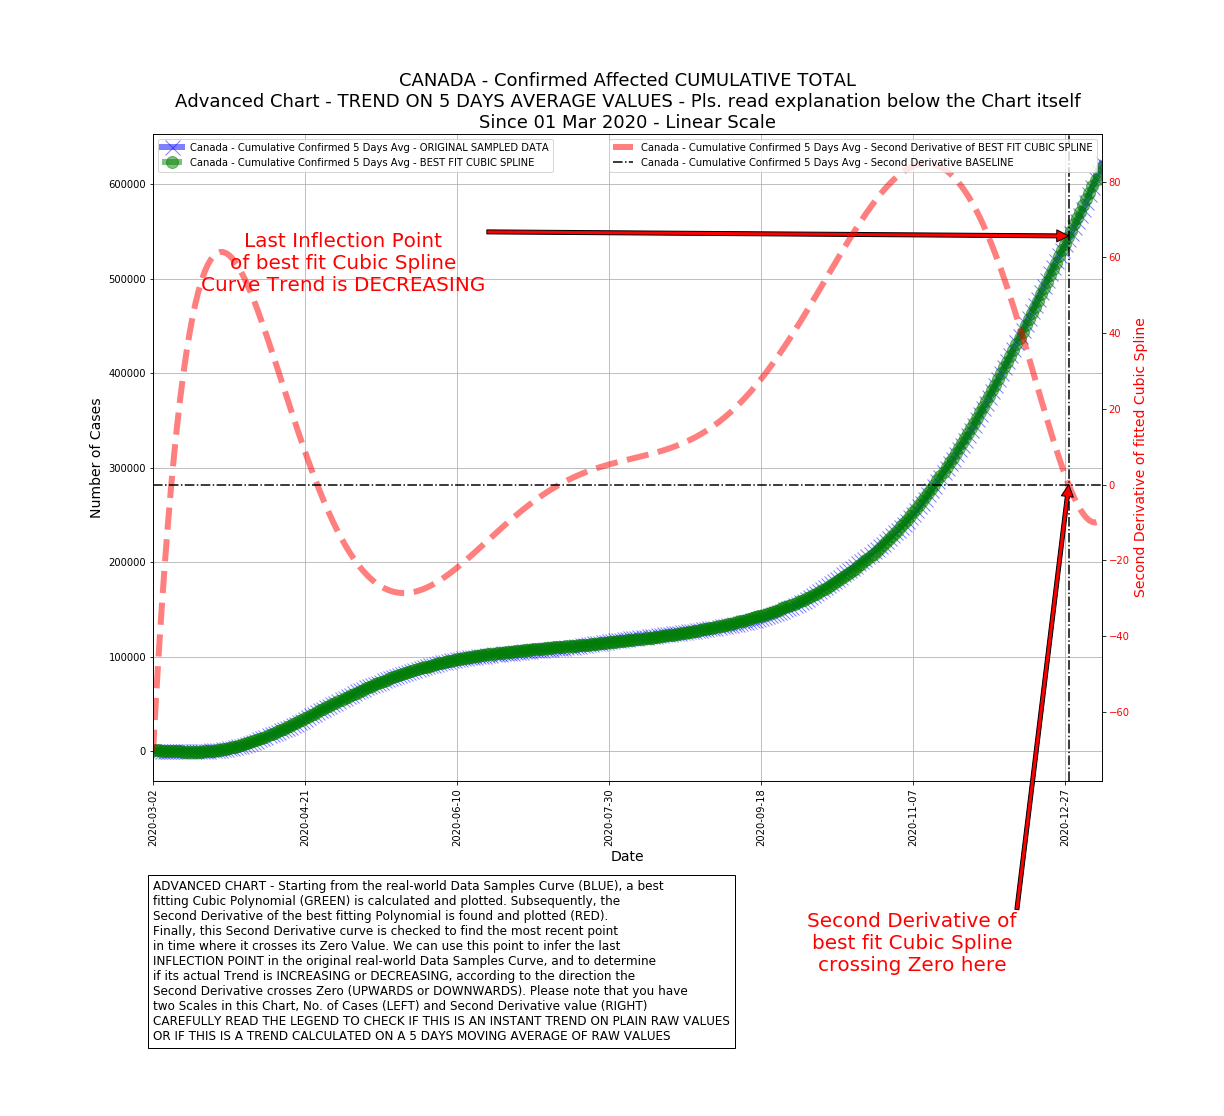 CANADA - Confirmed Affected CUMULATIVE TOTAL
Advanced Chart - TREND ON 5 DAYS AVERAGE VALUES - Pls. read explanation below the Chart itself
Since 01 Mar 2020 - Linear Scale
Canada - Cumulative Confirmed 5 Days Avg - ORIGINAL SAMPLED DATA
Canada - Cumulative Confirmed 5 Days Avg - BEST FIT CUBIC SPLINE
Canada - Cumulative Confirmed 5 Days Avg - Second Derivative of BEST FIT CUBIC SPLINE
Canada - Cumulative Confirmed 5 Days Avg - Second Derivative BASELINE
Last Inflection Point
of best fit Cubic Spline
Curve Trend is DECREASING
Number of Cases
600000
500000
400000
300000
200000
100000
0
80
60
40
20
0
−20
−40
−60
Second Derivative of fitted Cubic Spline
2020-03-02
2020-04-21
2020-06-10
2020-07-30
2020-09-18
2020-11-07
2020-12-27
Date
ADVANCED CHART - Starting from the real-world Data Samples Curve (BLUE), a best
fitting Cubic Polynomial (GREEN) is calculated and plotted. Subsequently, the
Second Derivative of the best fitting Polynomial is found and plotted (RED).
Finally, this Second Derivative curve is checked to find the most recent point
in time where it crosses its Zero Value. We can use this point to infer the last
INFLECTION POINT in the original real-world Data Samples Curve, and to determine
if its actual Trend is INCREASING or DECREASING, according to the direction the
Second Derivative crosses Zero (UPWARDS or DOWNWARDS). Please note that you have
two Scales in this Chart, No. of Cases (LEFT) and Second Derivative value (RIGHT)
CAREFULLY READ THE LEGEND TO CHECK IF THIS IS AN INSTANT TREND ON PLAIN RAW VALUES
OR IF THIS IS A TREND CALCULATED ON A 5 DAYS MOVING AVERAGE OF RAW VALUES
Second Derivative of
best fit Cubic Spline
crossing Zero here